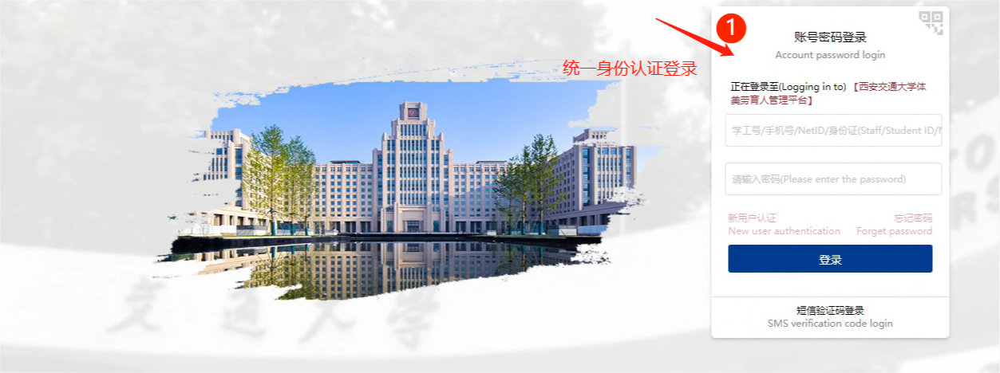 1
账号密码登录
Account password login
统一身份认证登录
正在登录至(Logging in to) 【西安交通大学体
美劳育人管理平台】
学工号/手机号/NetID/身份证(Staff/Student ID/
请输入密码(Please enter the password)
新用户认证 忘记密码
New user authentication Forget password
登录
短信验证码登录
SMS verification code login
交通大学